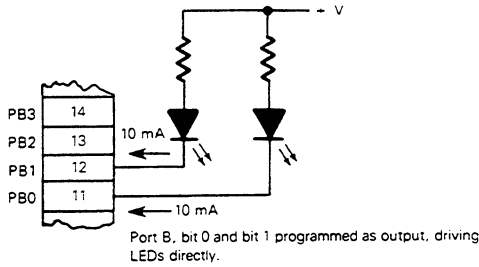 + V
PB3 14
10 mA
PB2 13
PB1 12
PB0 11
10 mA
Port B, bit 0 and bit 1 programmed as output, driving
LEDs directly.